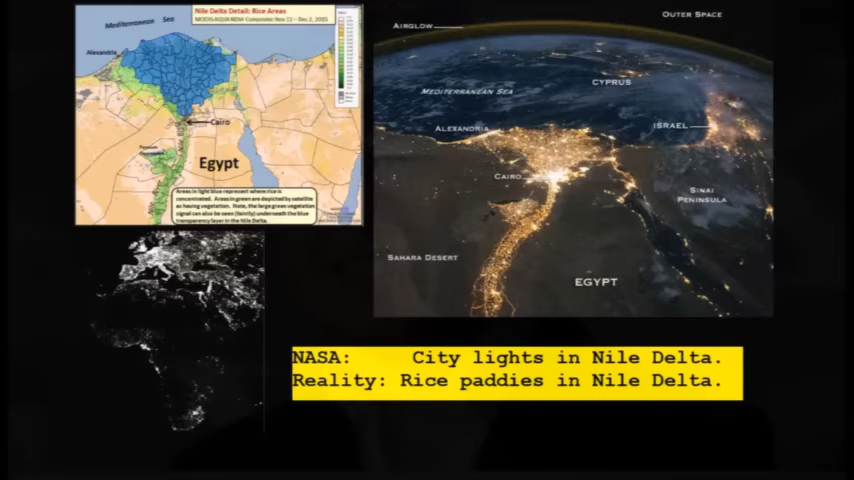 Nile Delta Detail: Rice Areas
Mediterranean Sea
Alexandria
Cairo
Egypt
Areas in light blue represent where rice is
concentrated. Areas in green are depicted by satellite
as having vegetation. Note, the large green vegetation
signal can also be seen (faintly) underneath the blue
transparency layer in the Nile Delta.
OUTER SPACE
AIRGLOW
CYPRUS
MEDITERRANEAN SEA
ALEXANDRIA
ISRAEL
CAIRO
SINAI
PENINSULA
SAHARA DESERT
EGYPT
NASA: City lights in Nile Delta.
Reality: Rice paddies in Nile Delta.